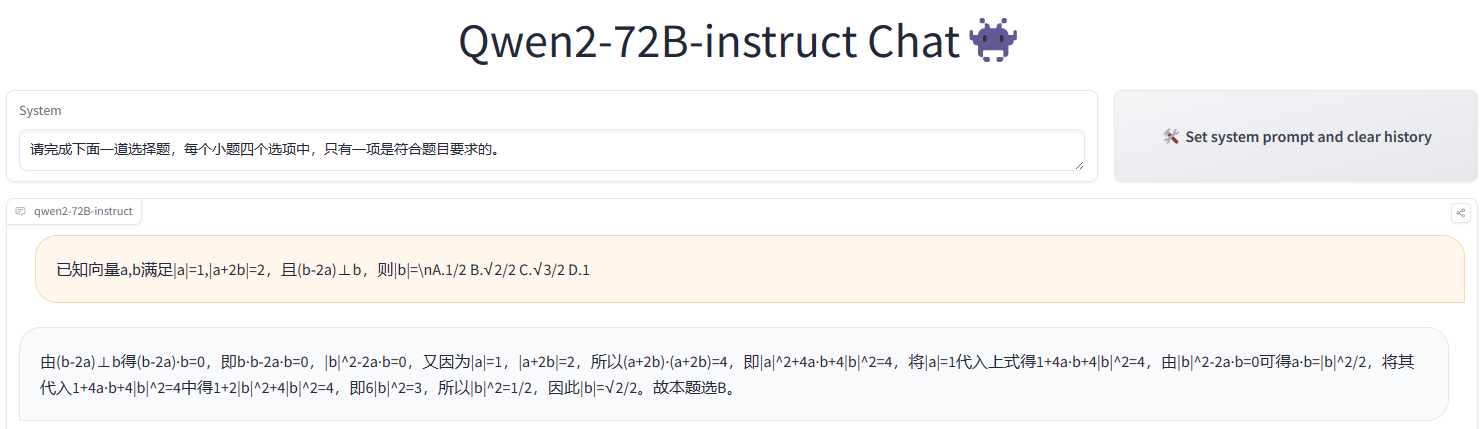 Qwen2-72B-instruct Chat
System
请完成下面一道选择题，每个小题四个选项中，只有一项是符合题目要求的。
🛠️ Set system prompt and clear history
qwen2-72B-instruct
已知向量a,b满足|a|=1,|a+2b|=2，且(b-2a)⊥b，则|b|=\nA.1/2 B.√2/2 C.√3/2 D.1
由(b-2a)⊥b得(b-2a)·b=0，即b·b-2a·b=0，|b|^2-2a·b=0，又因为|a|=1，|a+2b|=2，所以(a+2b)·(a+2b)=4，即|a|^2+4a·b+4|b|^2=4，将|a|=1代入上式得1+4a·b+4|b|^2=4，由|b|^2-2a·b=0可得a·b=|b|^2/2，将其
代入1+4a·b+4|b|^2=4中得1+2|b|^2+4|b|^2=4，即6|b|^2=3，所以|b|^2=1/2，因此|b|=√2/2。故本题选B。